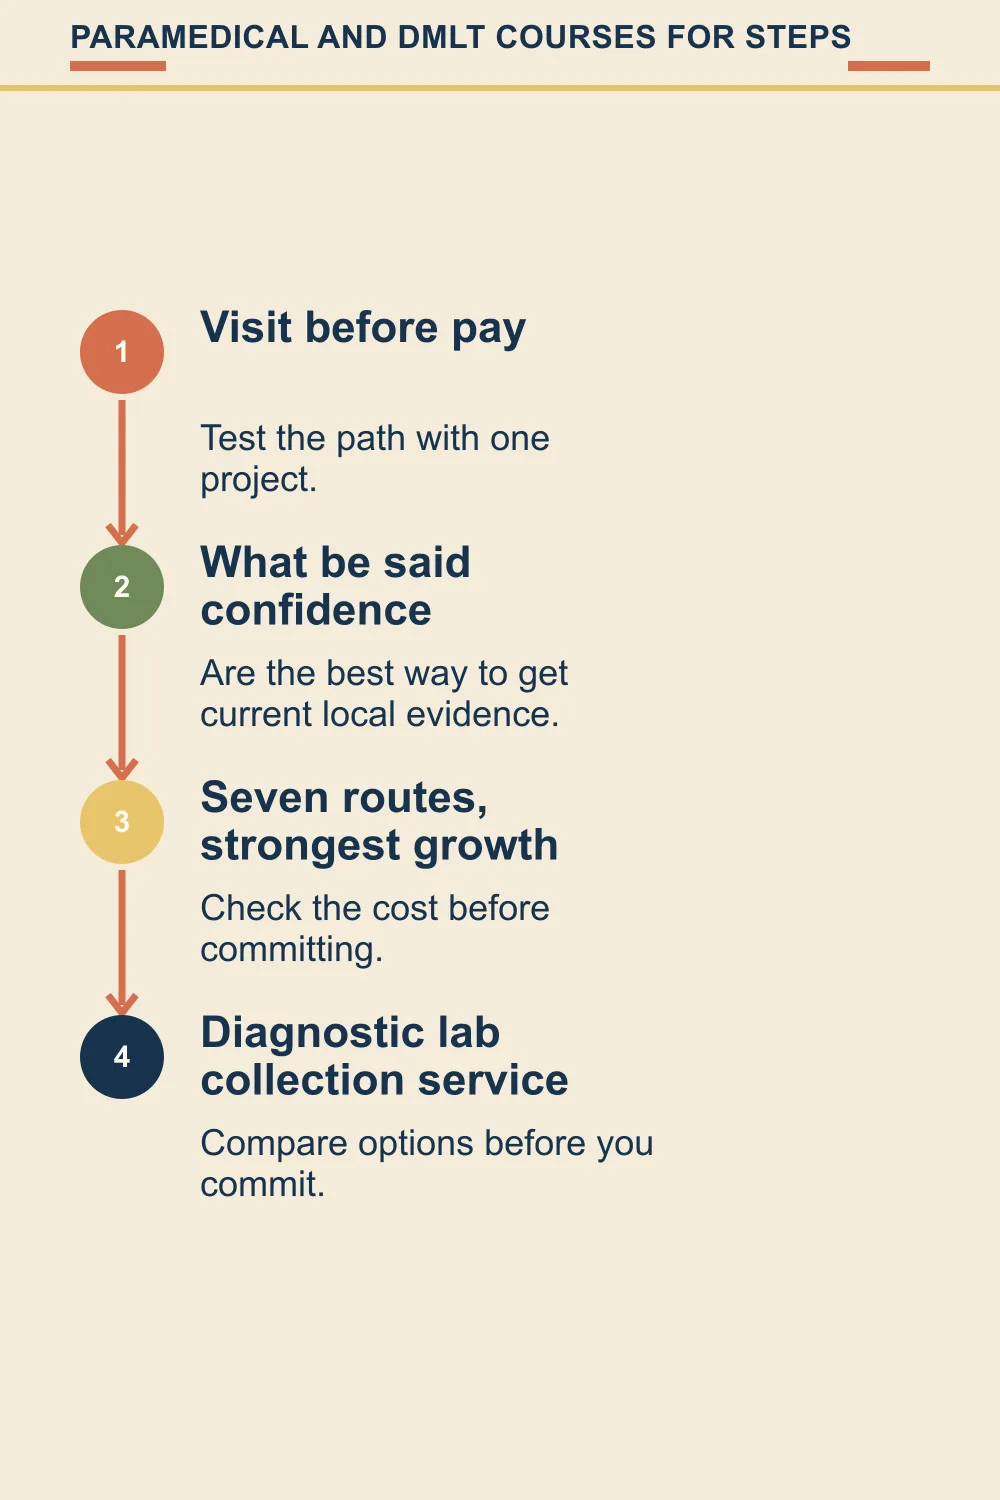 PARAMEDICAL AND DMLT COURSES FOR STEPS
1
Visit before pay
Test the path with one
project.
2
What be said
confidence
Are the best way to get
current local evidence.
3
Seven routes,
strongest growth
Check the cost before
committing.
4
Diagnostic lab
collection service
Compare options before you
commit.